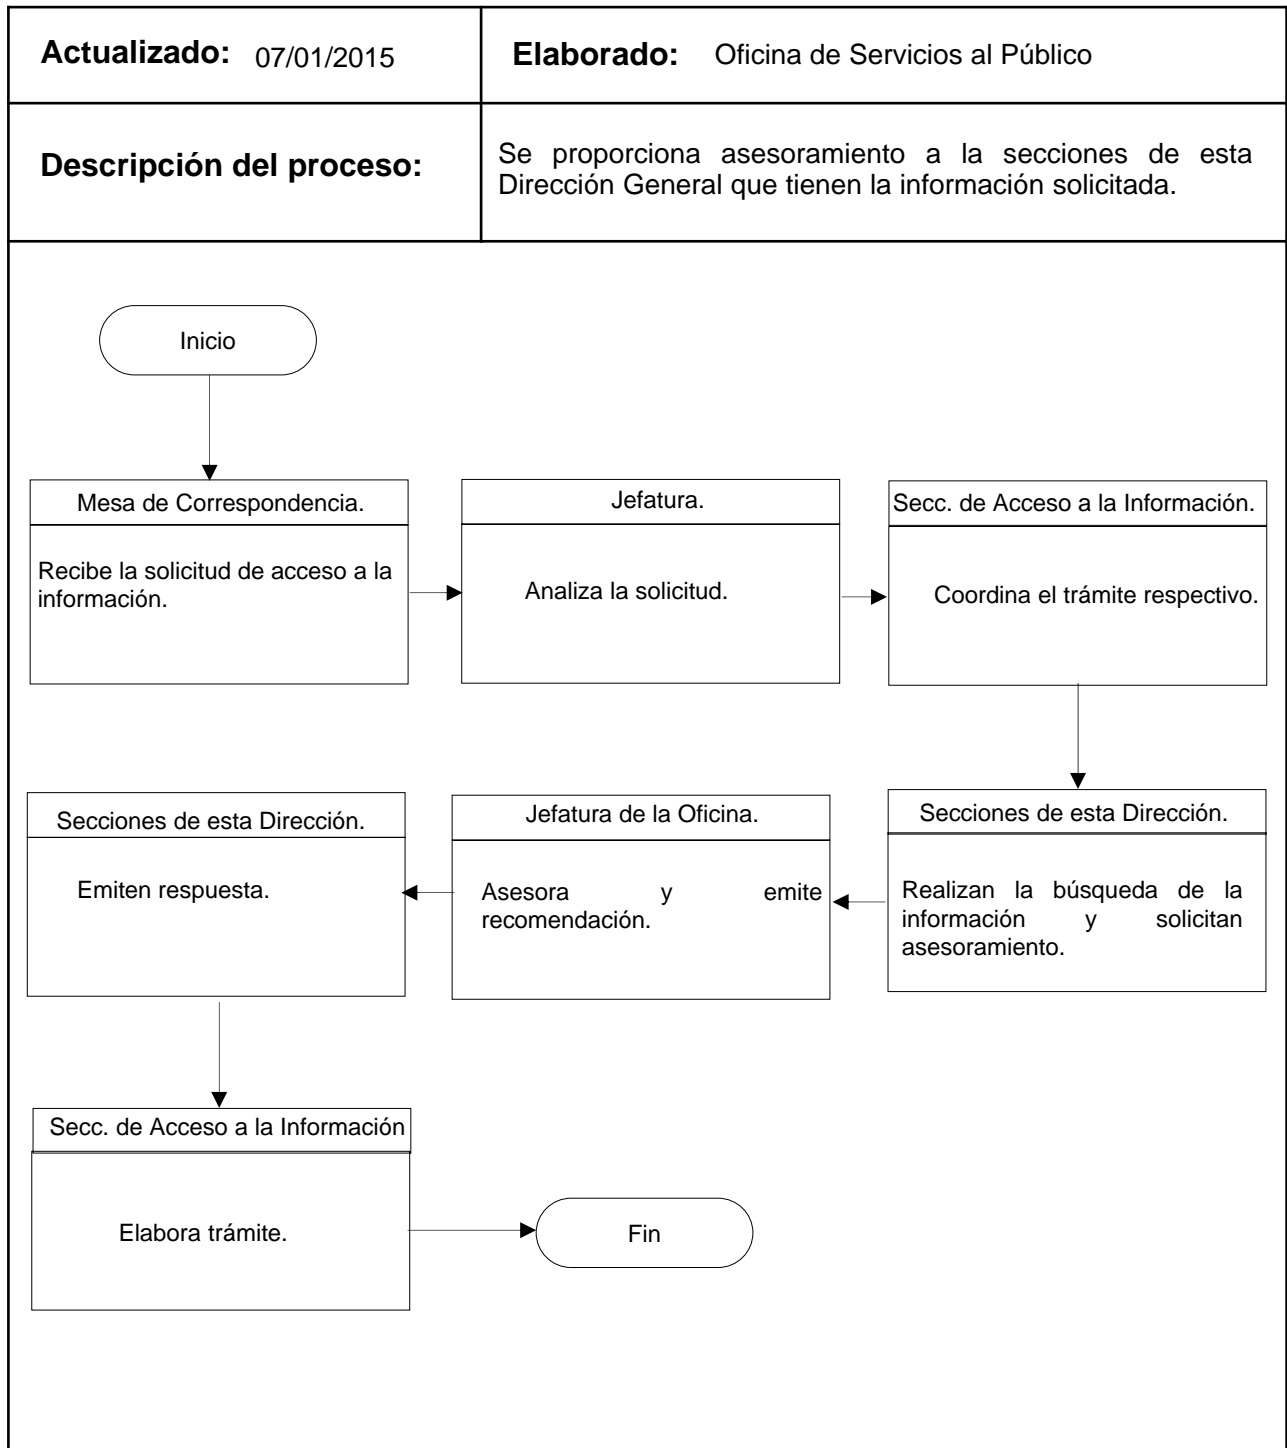 Actualizado: 07/01/2015
Elaborado: Oficina de Servicios al Público
Descripción del proceso:
Se proporciona asesoramiento a la secciones de esta
Dirección General que tienen la información solicitada.
Inicio
Mesa de Correspondencia.
Recibe la solicitud de acceso a la
información.
Jefatura.
Analiza la solicitud.
Secc. de Acceso a la Información.
Coordina el trámite respectivo.
Secciones de esta Dirección.
Realizan la búsqueda de la
información y solicitan
asesoramiento.
Jefatura de la Oficina.
Asesora y emite
recomendación.
Secciones de esta Dirección.
Emiten respuesta.
Secc. de Acceso a la Información
Elabora trámite.
Fin